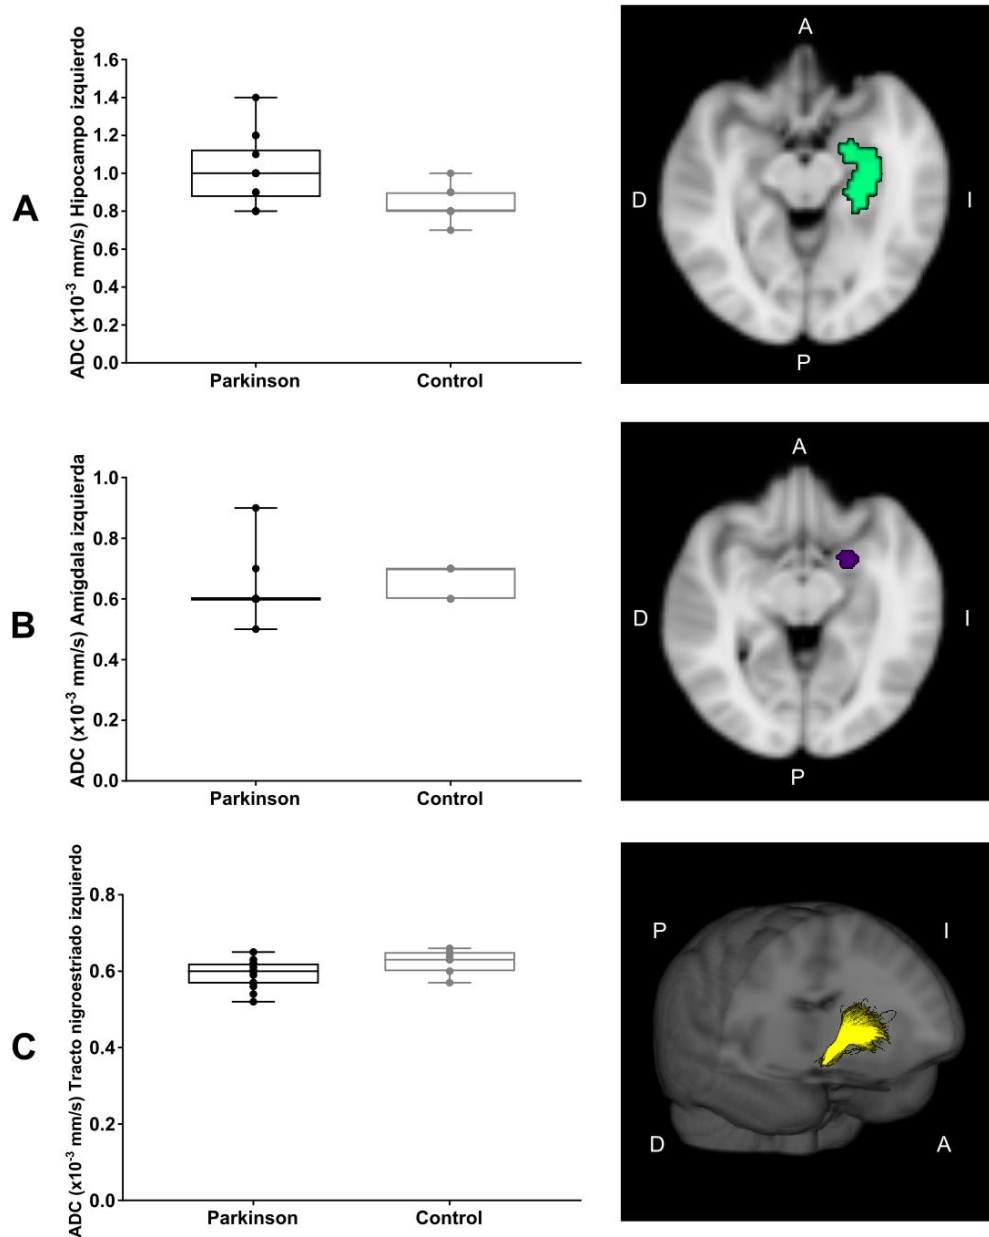 A
ADC (x10⁻³ mm/s) Hipocampo izquierdo
1.6
1.4
1.2
1.0
0.8
0.6
0.4
0.2
0.0
Parkinson Control
A
D I
P
B
ADC (x10⁻³ mm/s) Amígdala izquierda
1.0
0.8
0.6
0.4
0.2
0.0
Parkinson Control
A
D I
P
C
ADC (x10⁻³ mm/s) Tracto nigroestriado izquierdo
0.8
0.6
0.4
0.2
0.0
Parkinson Control
P I
D A